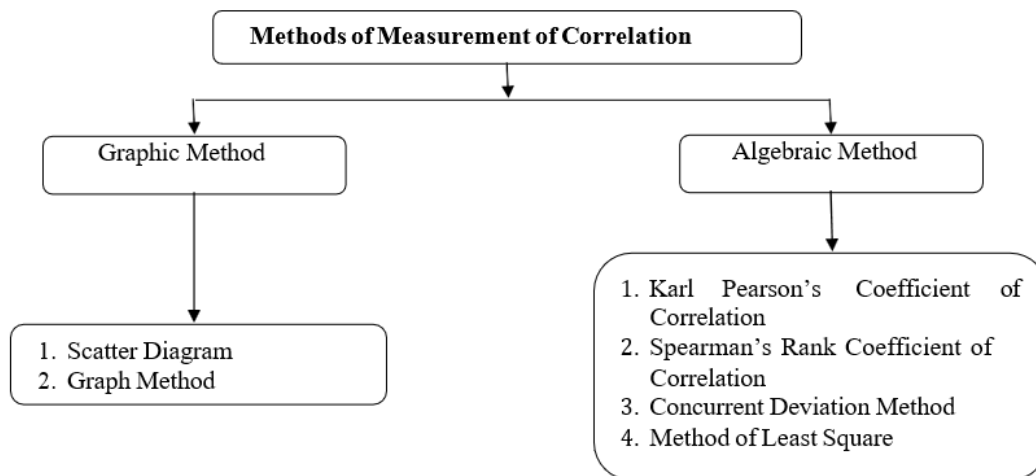 Methods of Measurement of Correlation
Graphic Method
Algebraic Method
1. Scatter Diagram
2. Graph Method
1. Karl Pearson’s Coefficient of
Correlation
2. Spearman’s Rank Coefficient of
Correlation
3. Concurrent Deviation Method
4. Method of Least Square